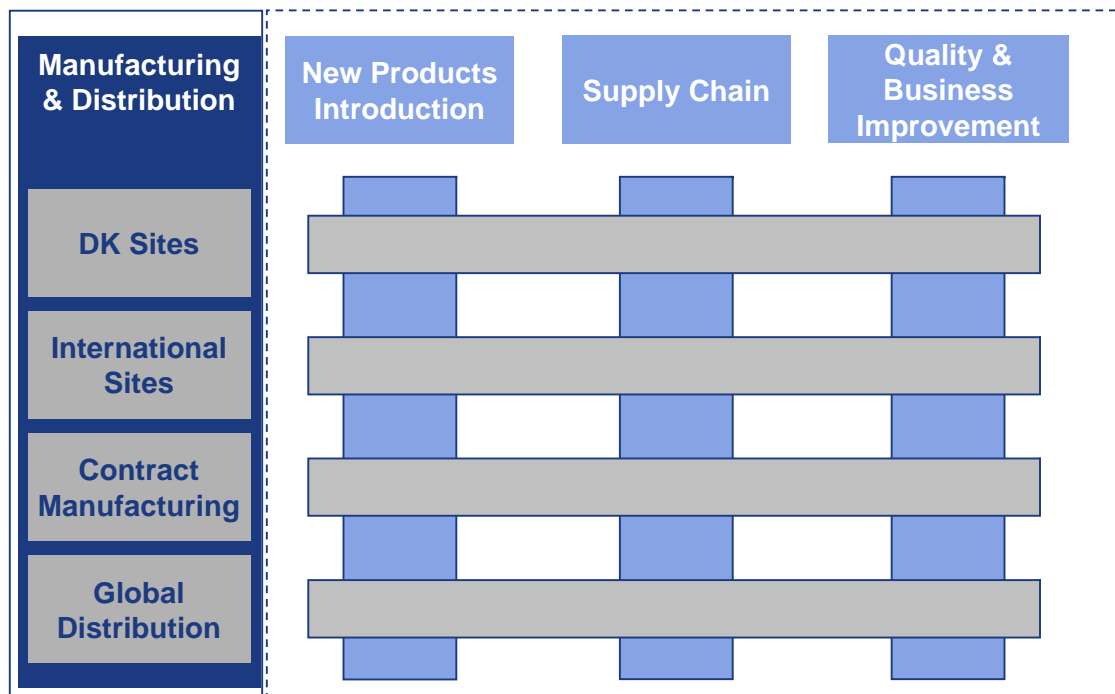 Manufacturing
& Distribution
New Products
Introduction
Supply Chain
Quality &
Business
Improvement
DK Sites
International
Sites
Contract
Manufacturing
Global
Distribution